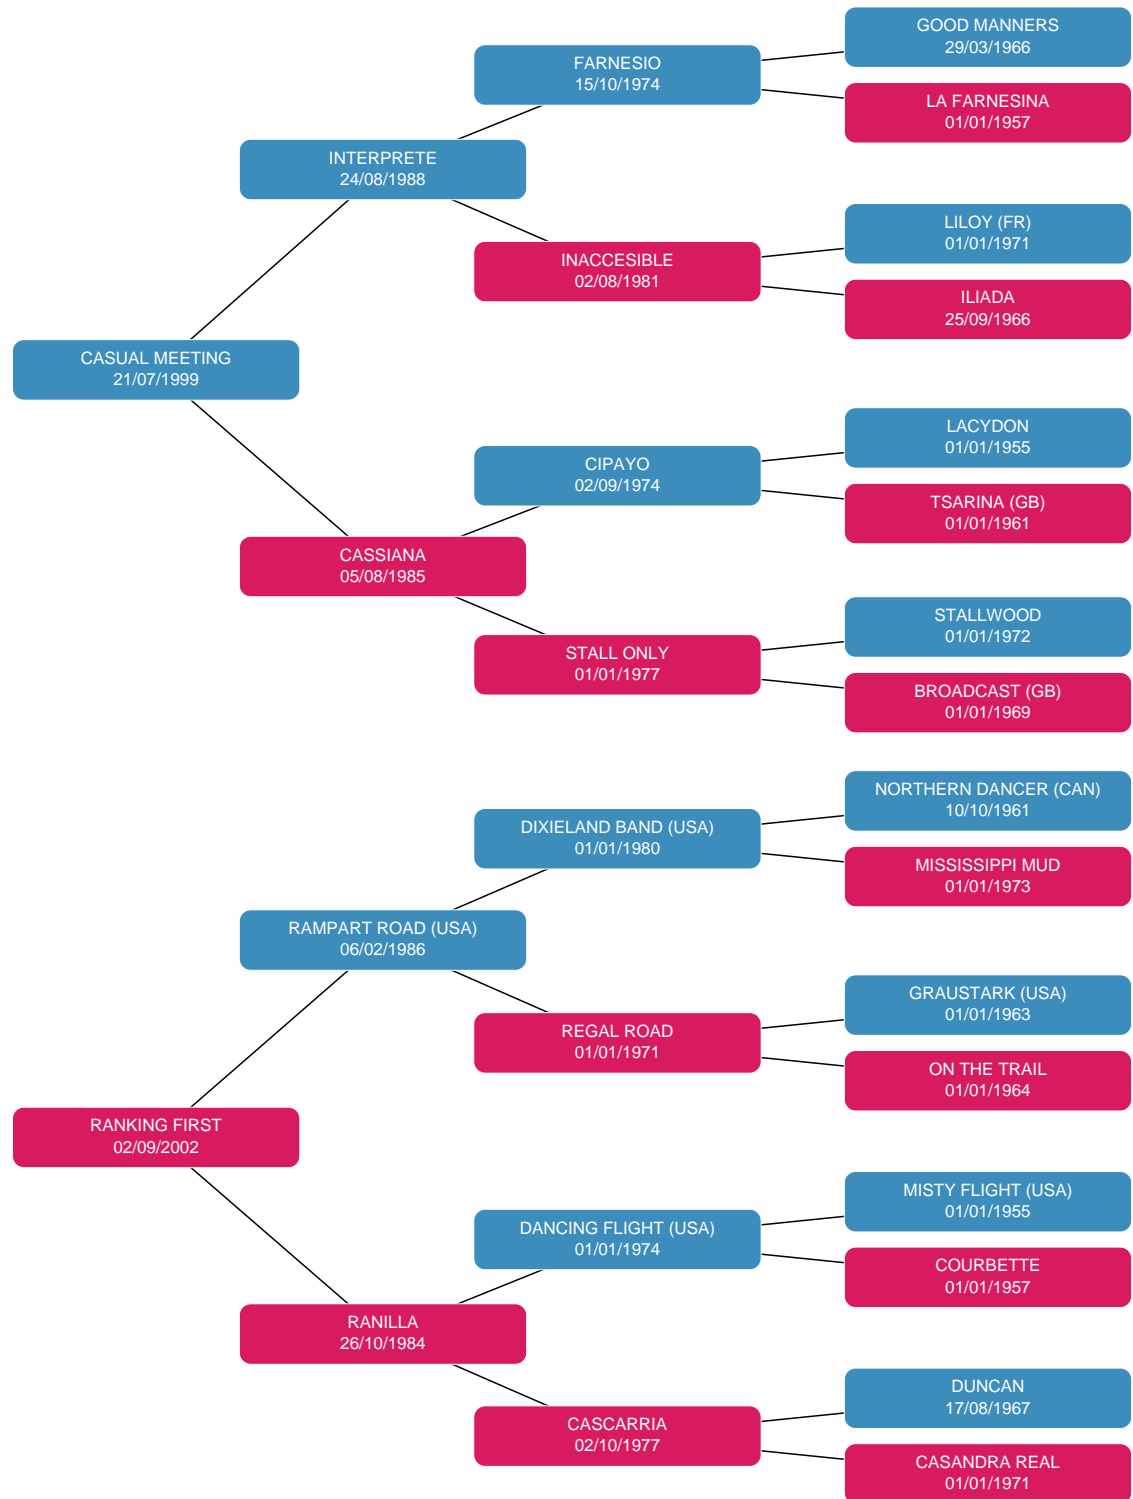 GOOD MANNERS
29/03/1966
FARNESIO
15/10/1974
LA FARNESINA
01/01/1957
INTERPRETE
24/08/1988
LILOY (FR)
01/01/1971
INACCESIBLE
02/08/1981
ILIADA
25/09/1966
CASUAL MEETING
21/07/1999
LACYDON
01/01/1955
CIPAYO
02/09/1974
TSARINA (GB)
01/01/1961
CASSIANA
05/08/1985
STALLWOOD
01/01/1972
STALL ONLY
01/01/1977
BROADCAST (GB)
01/01/1969
NORTHERN DANCER (CAN)
10/10/1961
DIXIELAND BAND (USA)
01/01/1980
MISSISSIPPI MUD
01/01/1973
RAMPART ROAD (USA)
06/02/1986
GRAUSTARK (USA)
01/01/1963
REGAL ROAD
01/01/1971
ON THE TRAIL
01/01/1964
RANKING FIRST
02/09/2002
MISTY FLIGHT (USA)
01/01/1955
DANCING FLIGHT (USA)
01/01/1974
COURBETTE
01/01/1957
RANILLA
26/10/1984
DUNCAN
17/08/1967
CASCARRIA
02/10/1977
CASANDRA REAL
01/01/1971